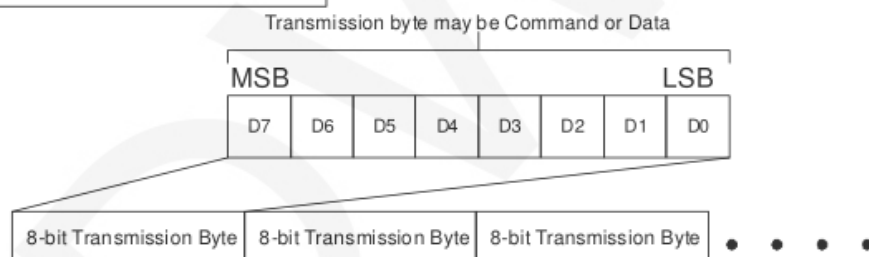 Transmission byte may be Command or Data
MSB LSB
D7 D6 D5 D4 D3 D2 D1 D0
8-bit Transmission Byte 8-bit Transmission Byte 8-bit Transmission Byte